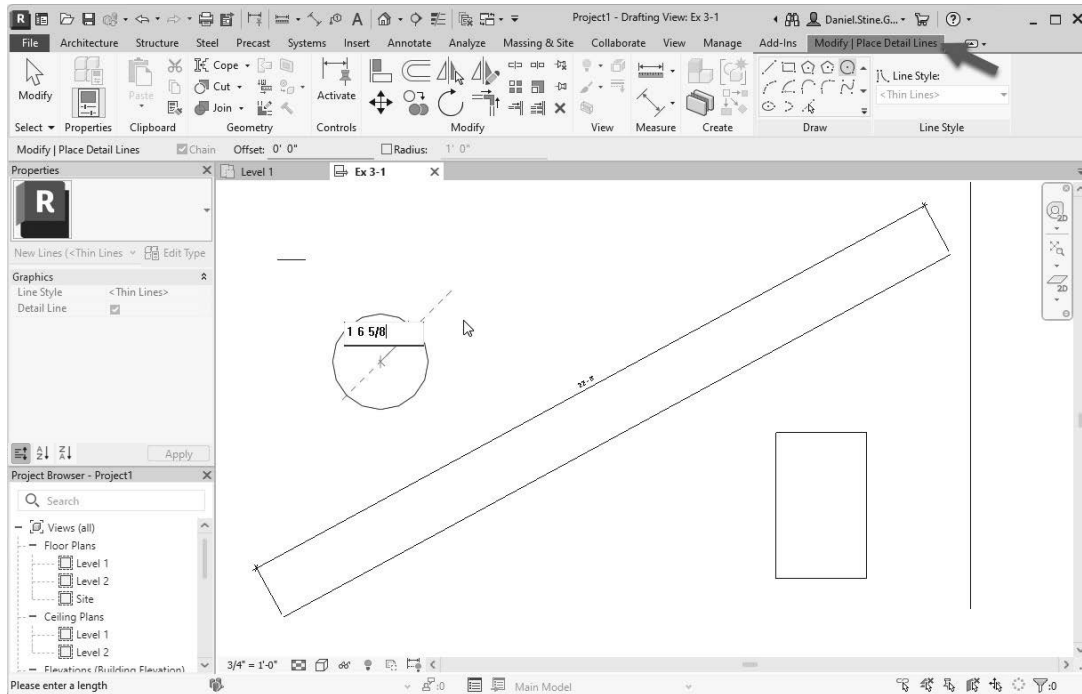 R A Project1 - Drafting View: Ex 3-1 Daniel.Stine.G... ?
File Architecture Structure Steel Precast Systems Insert Annotate Analyze Massing & Site Collaborate View Manage Add-Ins Modify | Place Detail Lines
Modify Paste Cope Cut Join Activate Line Style:
<Thin Lines>
Select Properties Clipboard Geometry Controls Modify View Measure Create Draw Line Style
Modify | Place Detail Lines Chain Offset: 0' 0" Radius: 1' 0"
Properties X Level 1 Ex 3-1 X
R
New Lines (<Thin Lines Edit Type
Graphics
Line Style <Thin Lines>
Detail Line
1 6 5/8
2D
2D
Apply
Project Browser - Project1 X
Search
Views (all)
Floor Plans
Level 1
Level 2
Site
Ceiling Plans
Level 1
Level 2
Elevations (Building Elevation)
3/4" = 1'-0"
Please enter a length :0 Main Model :0